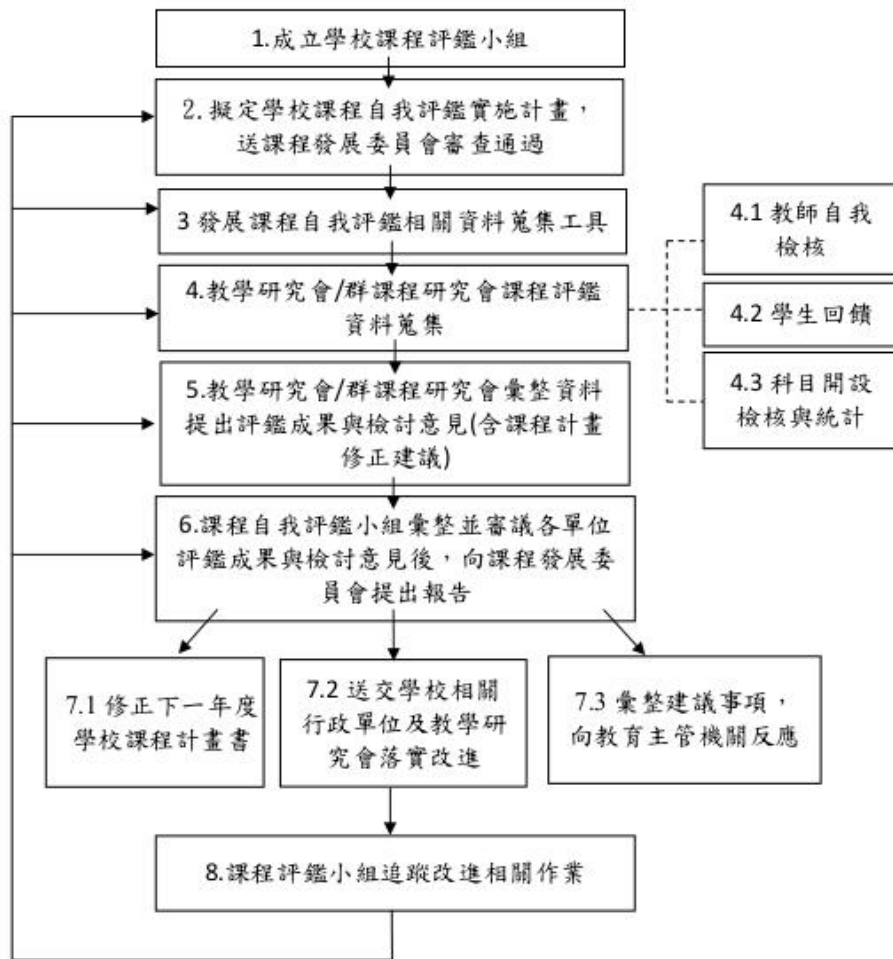 1.成立學校課程評鑑小組
2.擬定學校課程自我評鑑實施計畫，
送課程發展委員會審查通過
3 發展課程自我評鑑相關資料蒐集工具
4.教學研究會/群課程研究會課程評鑑
資料蒐集
4.1 教師自我
檢核
4.2 學生回饋
4.3 科目開設
檢核與統計
5.教學研究會/群課程研究會彙整資料
提出評鑑成果與檢討意見(含課程計畫
修正建議)
6.課程自我評鑑小組彙整並審議各單位
評鑑成果與檢討意見後，向課程發展委
員會提出報告
7.1 修正下一年度
學校課程計畫書
7.2 送交學校相關
行政單位及教學研
究會落實改進
7.3 彙整建議事項，
向教育主管機關反應
8.課程評鑑小組追蹤改進相關作業